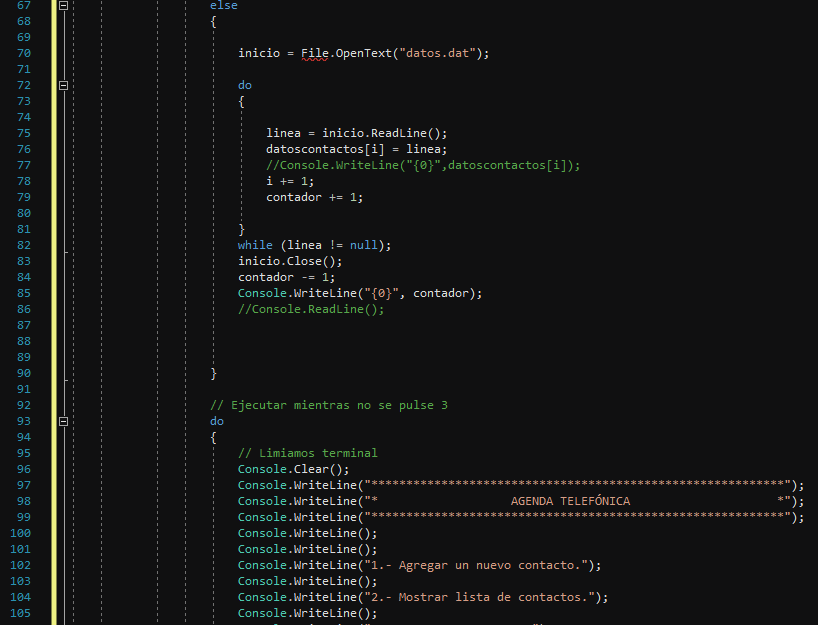 67 else
68 {
69
70 inicio = File.OpenText("datos.dat");
71
72 do
73 {
74
75 linea = inicio.ReadLine();
76 datoscontactos[i] = linea;
77 //Console.WriteLine("{0}",datoscontactos[i]);
78 i += 1;
79 contador += 1;
80
81 }
82 while (linea != null);
83 inicio.Close();
84 contador -= 1;
85 Console.WriteLine("{0}", contador);
86 //Console.ReadLine();
87
88
89
90 }
91
92 // Ejecutar mientras no se pulse 3
93 do
94 {
95 // Limiamos terminal
96 Console.Clear();
97 Console.WriteLine("***********************************************************");
98 Console.WriteLine("*                   AGENDA TELEFÓNICA                     *");
99 Console.WriteLine("***********************************************************");
100 Console.WriteLine();
101 Console.WriteLine();
102 Console.WriteLine("1.- Agregar un nuevo contacto.");
103 Console.WriteLine();
104 Console.WriteLine("2.- Mostrar lista de contactos.");
105 Console.WriteLine();